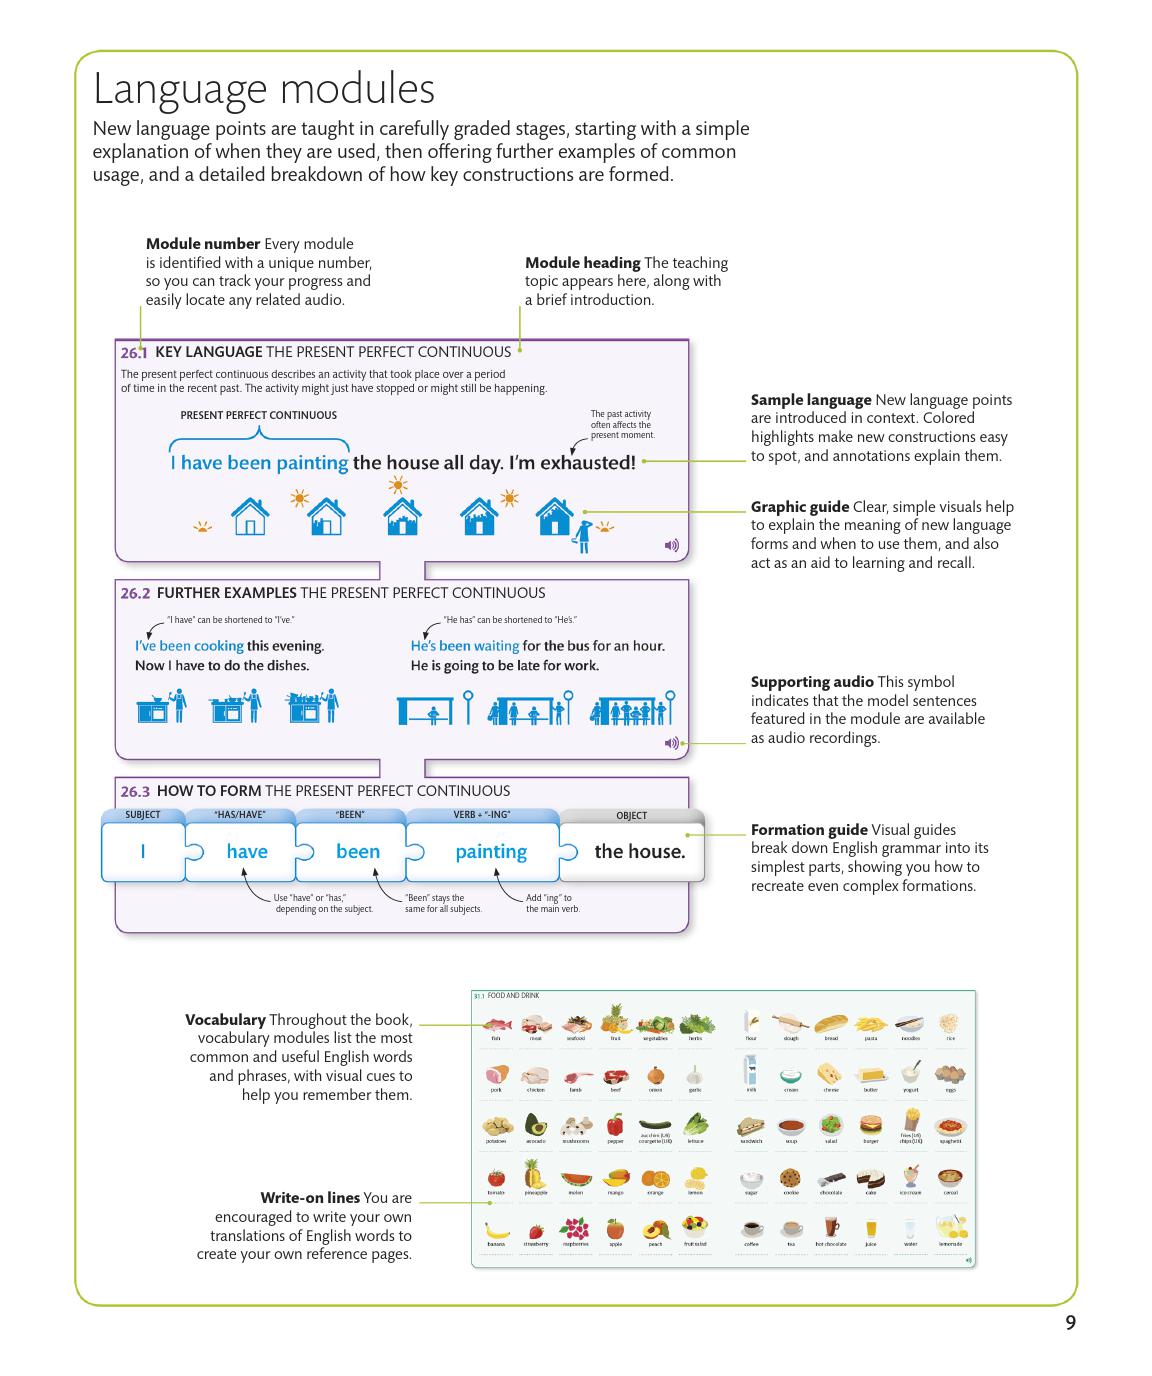 Language modules
New language points are taught in carefully graded stages, starting with a simple
explanation of when they are used, then offering further examples of common
usage, and a detailed breakdown of how key constructions are formed.
Module number Every module
is identified with a unique number,
so you can track your progress and
easily locate any related audio.
Module heading The teaching
topic appears here, along with
a brief introduction.
26.1 KEY LANGUAGE THE PRESENT PERFECT CONTINUOUS
The present perfect continuous describes an activity that took place over a period
of time in the recent past. The activity might just have stopped or might still be happening.
PRESENT PERFECT CONTINUOUS
The past activity
often affects the
present moment.
I have been painting the house all day. I'm exhausted!
Sample language New language points
are introduced in context. Colored
highlights make new constructions easy
to spot, and annotations explain them.
Graphic guide Clear, simple visuals help
to explain the meaning of new language
forms and when to use them, and also
act as an aid to learning and recall.
26.2 FURTHER EXAMPLES THE PRESENT PERFECT CONTINUOUS
"I have" can be shortened to "I've."
I've been cooking this evening.
Now I have to do the dishes.
"He has" can be shortened to "He's."
He's been waiting for the bus for an hour.
He is going to be late for work.
Supporting audio This symbol
indicates that the model sentences
featured in the module are available
as audio recordings.
26.3 HOW TO FORM THE PRESENT PERFECT CONTINUOUS
SUBJECT "HAS/HAVE" "BEEN" VERB + "-ING" OBJECT
I have been painting the house.
Use "have" or "has,"
depending on the subject.
"Been" stays the
same for all subjects.
Add "ing" to
the main verb.
Formation guide Visual guides
break down English grammar into its
simplest parts, showing you how to
recreate even complex formations.
Vocabulary Throughout the book,
vocabulary modules list the most
common and useful English words
and phrases, with visual cues to
help you remember them.
Write-on lines You are
encouraged to write your own
translations of English words to
create your own reference pages.
31.1 FOOD AND DRINK
fish meat seafood fruit vegetables herbs flour dough bread pasta noodles rice
pork chicken lamb beef onion garlic milk cream cheese butter yogurt eggs
potatoes avocado mushrooms pepper zucchini (US) courgette (UK) lettuce sandwich soup salad burger fries (US) chips (UK) spaghetti
tomato pineapple melon mango orange lemon sugar cookie chocolate cake ice cream cereal
banana strawberry raspberries apple peach fruit salad coffee tea hot chocolate juice water lemonade
9